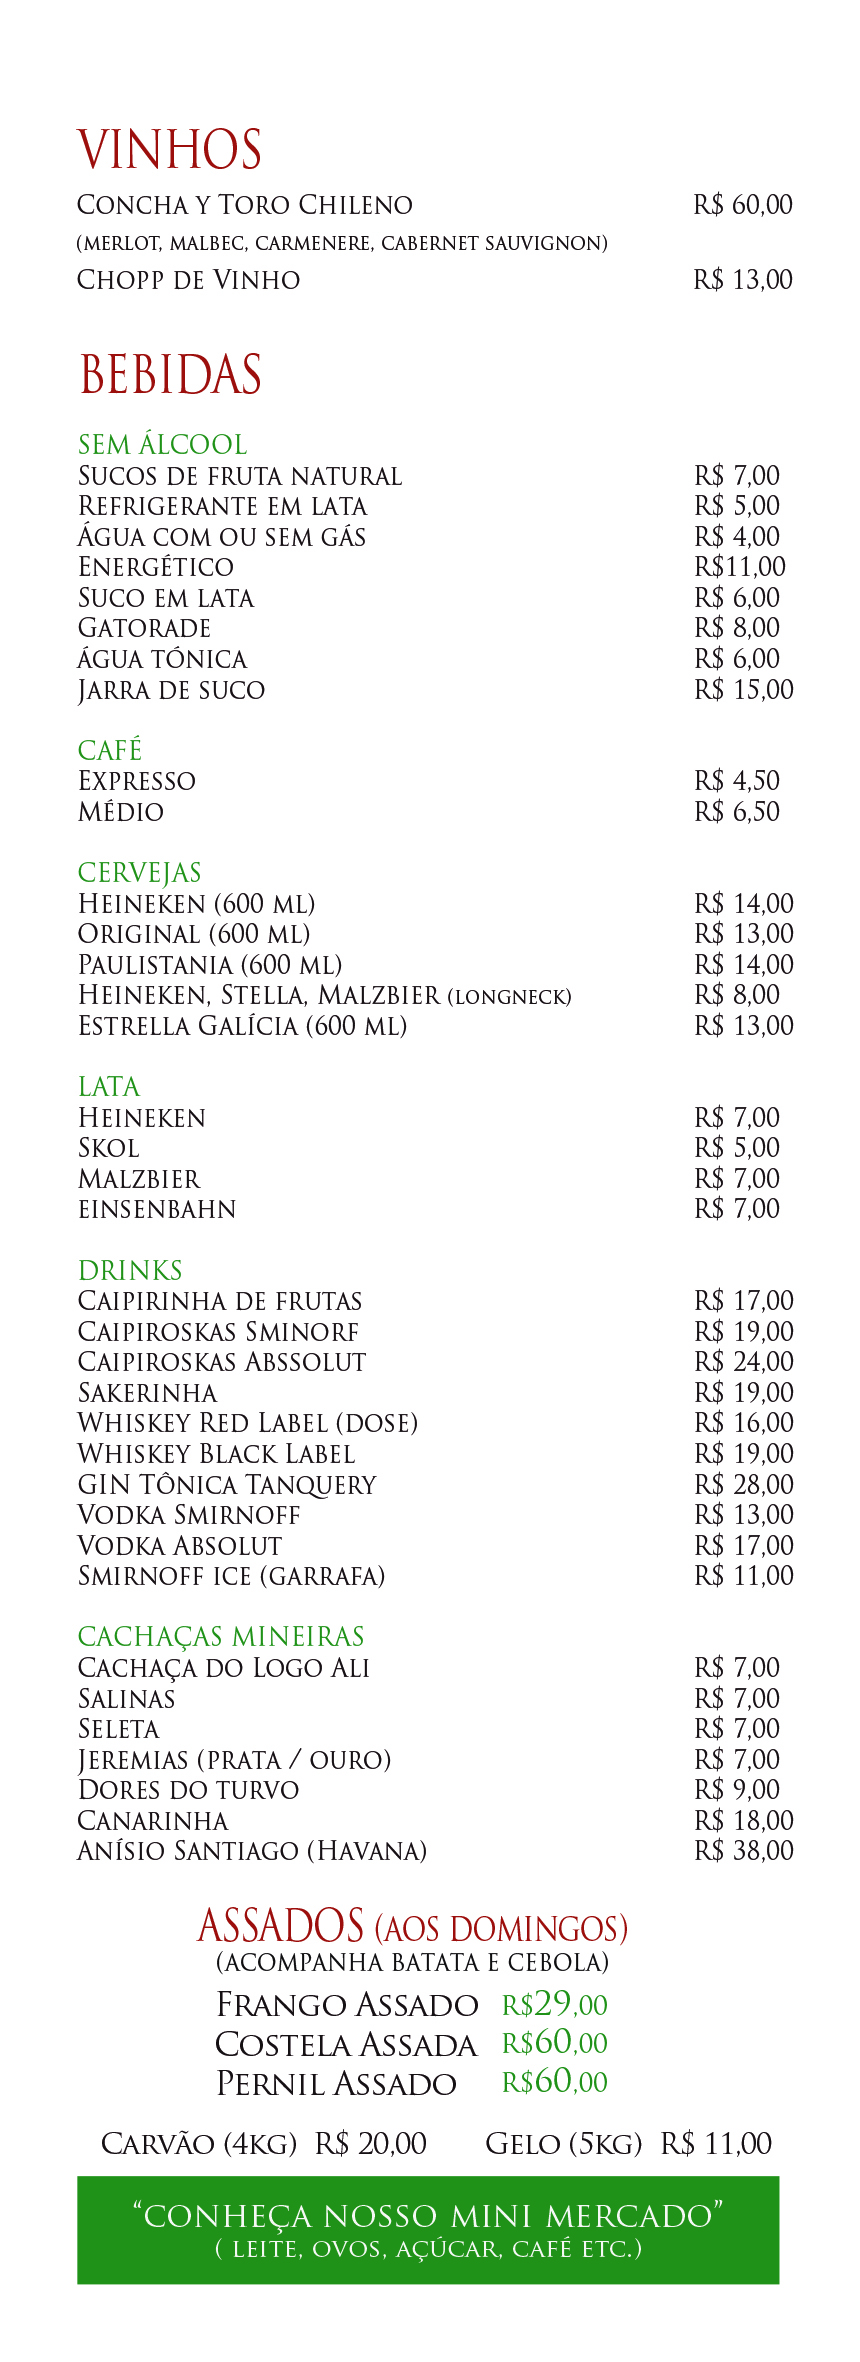 VINHOS
Concha y Toro Chileno R$ 60,00
(merlot, malbec, carmenere, cabernet sauvignon)
Chopp de Vinho R$ 13,00
BEBIDAS
SEM ÁLCOOL
Sucos de fruta natural R$ 7,00
Refrigerante em lata R$ 5,00
Água com ou sem gás R$ 4,00
Energético R$11,00
Suco em lata R$ 6,00
Gatorade R$ 8,00
água tónica R$ 6,00
Jarra de suco R$ 15,00
CAFÉ
Expresso R$ 4,50
Médio R$ 6,50
CERVEJAS
Heineken (600 ml) R$ 14,00
Original (600 ml) R$ 13,00
Paulistania (600 ml) R$ 14,00
Heineken, Stella, Malzbier (longneck) R$ 8,00
Estrella Galícia (600 ml) R$ 13,00
LATA
Heineken R$ 7,00
Skol R$ 5,00
Malzbier R$ 7,00
einsenbahn R$ 7,00
DRINKS
Caipirinha de frutas R$ 17,00
Caipiroskas Sminorf R$ 19,00
Caipiroskas Abssolut R$ 24,00
Sakerinha R$ 19,00
Whiskey Red Label (dose) R$ 16,00
Whiskey Black Label R$ 19,00
GIN Tônica Tanquery R$ 28,00
Vodka Smirnoff R$ 13,00
Vodka Absolut R$ 17,00
Smirnoff ice (garrafa) R$ 11,00
CACHAÇAS MINEIRAS
Cachaça do Logo Ali R$ 7,00
Salinas R$ 7,00
Seleta R$ 7,00
Jeremias (prata / ouro) R$ 7,00
Dores do turvo R$ 9,00
Canarinha R$ 18,00
Anísio Santiago (Havana) R$ 38,00
ASSADOS (AOS DOMINGOS)
(acompanha batata e cebola)
Frango Assado R$29,00
Costela Assada R$60,00
Pernil Assado R$60,00
Carvão (4kg) R$ 20,00 Gelo (5kg) R$ 11,00
“conheça nosso mini mercado”
( leite, ovos, açúcar, café etc.)